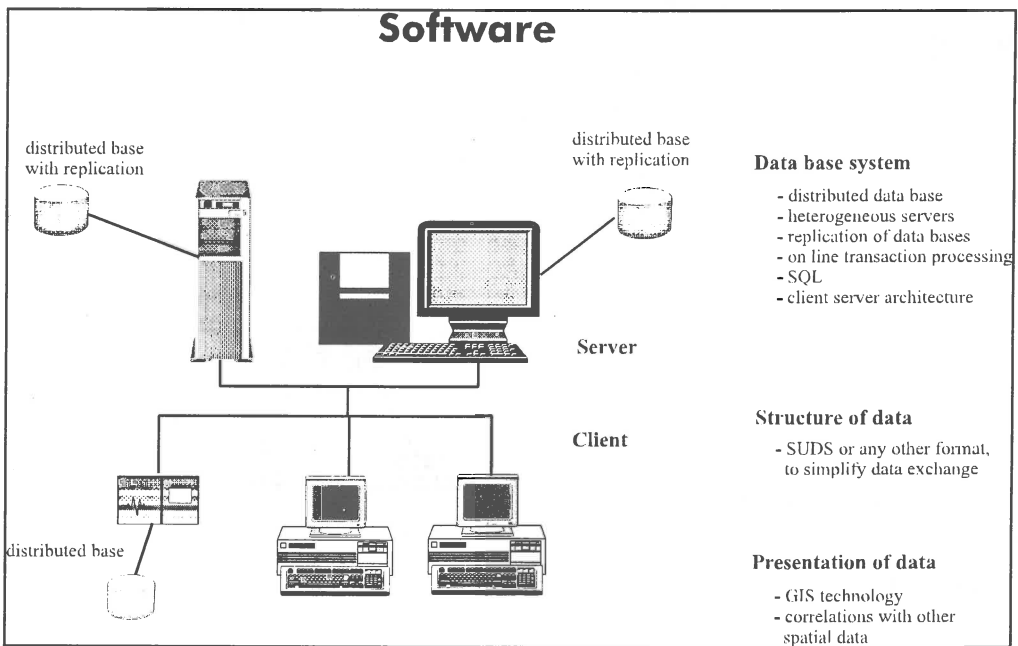 Software
distributed base
with replication
distributed base
with replication
Data base system
- distributed data base
- heterogeneous servers
- replication of data bases
- on line transaction processing
- SQL
- client server architecture
Server
Structure of data
- SUDS or any other format,
to simplify data exchange
Client
distributed base
Presentation of data
- GIS technology
- correlations with other
spatial data